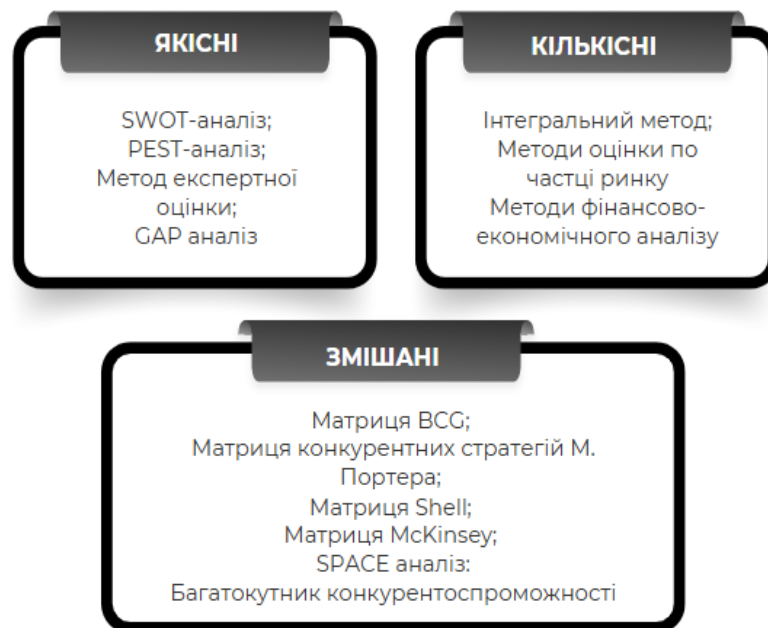 ЯКІСНІ
SWOT-аналіз;
PEST-аналіз;
Метод експертної
оцінки;
GAP аналіз
КІЛЬКІСНІ
Інтегральний метод;
Методи оцінки по
частці ринку
Методи фінансово-
економічного аналізу
ЗМІШАНІ
Матриця BCG;
Матриця конкурентних стратегій М.
Портера;
Матриця Shell;
Матриця McKinsey;
SPACE аналіз:
Багатокутник конкурентоспроможності